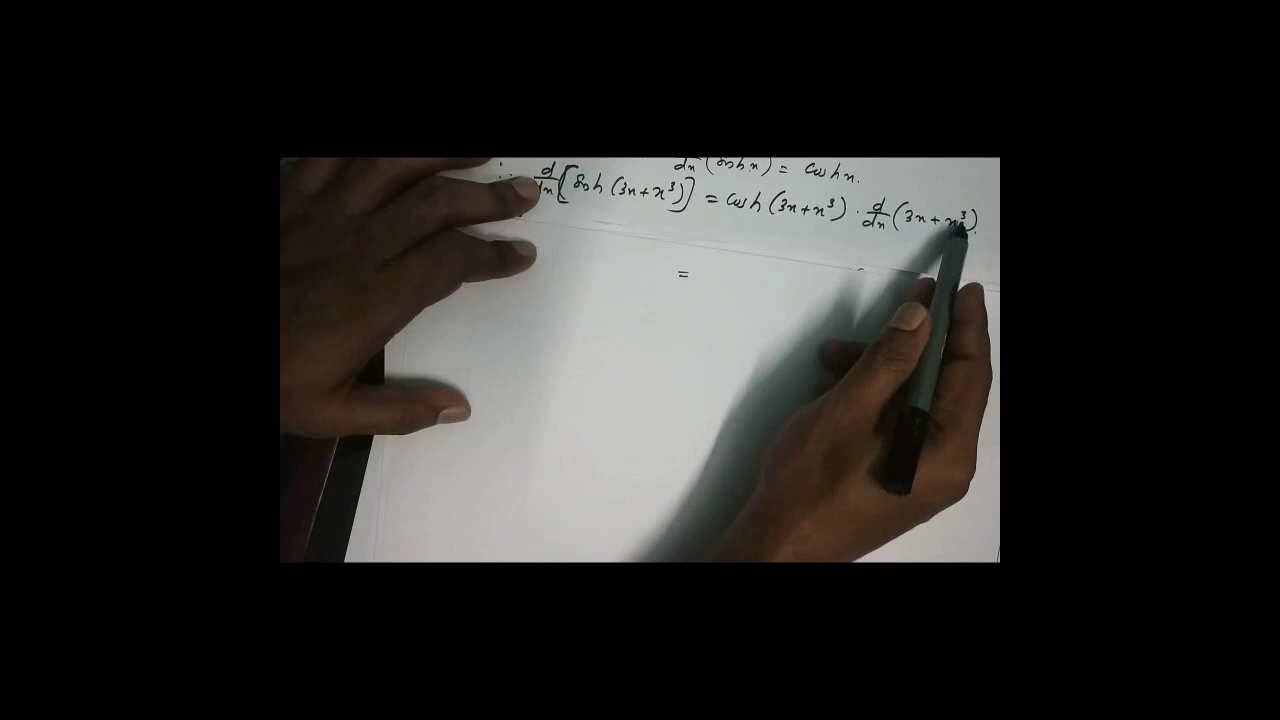 d/dx (sinh x) = cosh x.
∴ d/dx [sinh (3x + x³)] = cosh (3x + x³) · d/dx (3x + x³).
=